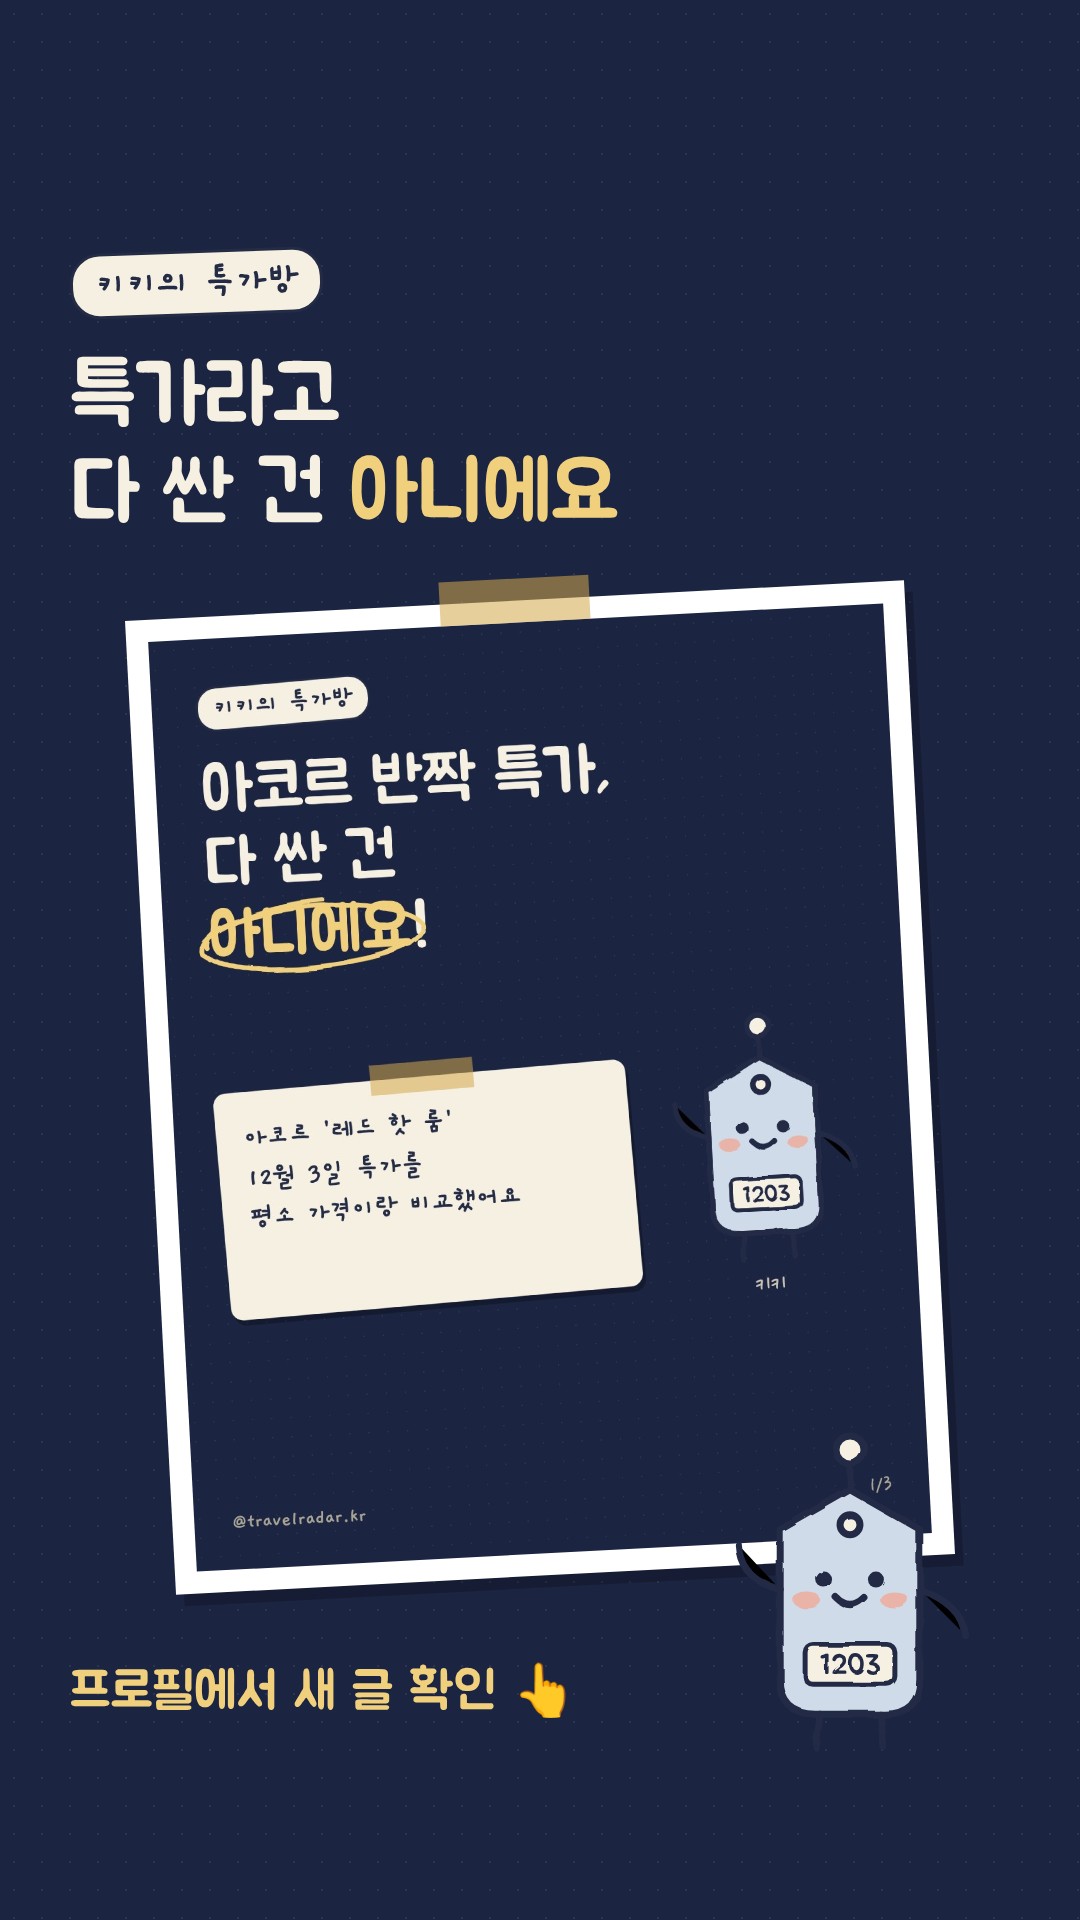 키키의 특가방
특가라고
다 싼 건 아니에요
키키의 특가방
아코르 반짝 특가,
다 싼 건
아니에요!
아코르 '레드 핫 룸'
12월 3일 특가를
평소 가격이랑 비교했어요
1203
키키
1/3
@travelradar.kr
1203
프로필에서 새 글 확인 👆